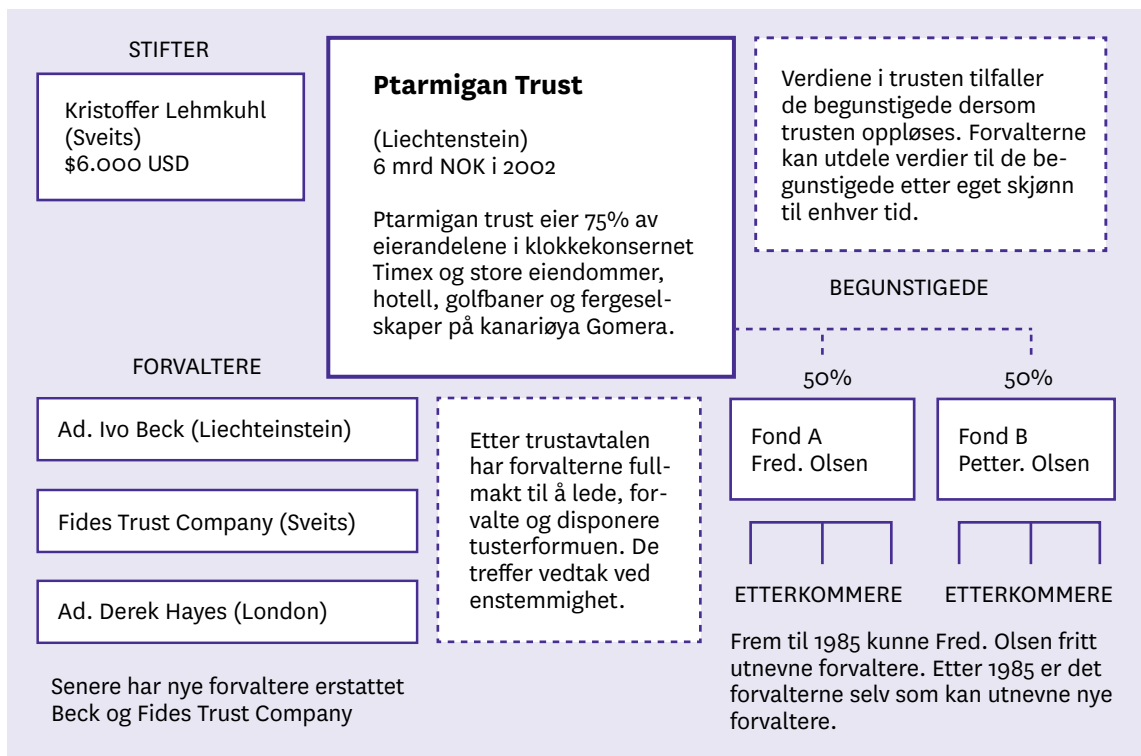 STIFTER
Kristoffer Lehmkuhl
(Sveits)
$6.000 USD
Ptarmigan Trust
(Liechtenstein)
6 mrd NOK i 2002
Ptarmigan trust eier 75% av
eierandelene i klokkekonsernet
Timex og store eiendommer,
hotell, golfbaner og fergesel-
skaper på kanariøya Gomera.
Verdiene i trusten tilfaller
de begunstigede dersom
trusten oppløses. Forvalterne
kan utdele verdier til de be-
gunstigede etter eget skjønn
til enhver tid.
BEGUNSTIGEDE
FORVALTERE
Ad. Ivo Beck (Liechteinstein)
Fides Trust Company (Sveits)
Ad. Derek Hayes (London)
Senere har nye forvaltere erstattet
Beck og Fides Trust Company
Etter trustavtalen
har forvalterne full-
makt til å lede, for-
valte og disponere
tusterformuen. De
treffer vedtak ved
enstemmighet.
50%
50%
Fond A
Fred. Olsen
Fond B
Petter. Olsen
ETTERKOMMERE
ETTERKOMMERE
Frem til 1985 kunne Fred. Olsen fritt
utnevne forvaltere. Etter 1985 er det
forvalterne selv som kan utnevne nye
forvaltere.